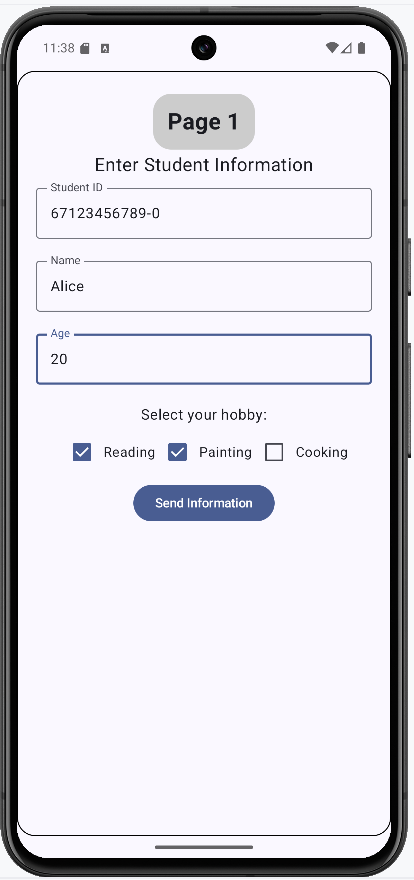 11:38
Page 1
Enter Student Information
Student ID
67123456789-0
Name
Alice
Age
20
Select your hobby:
Reading Painting Cooking
Send Information